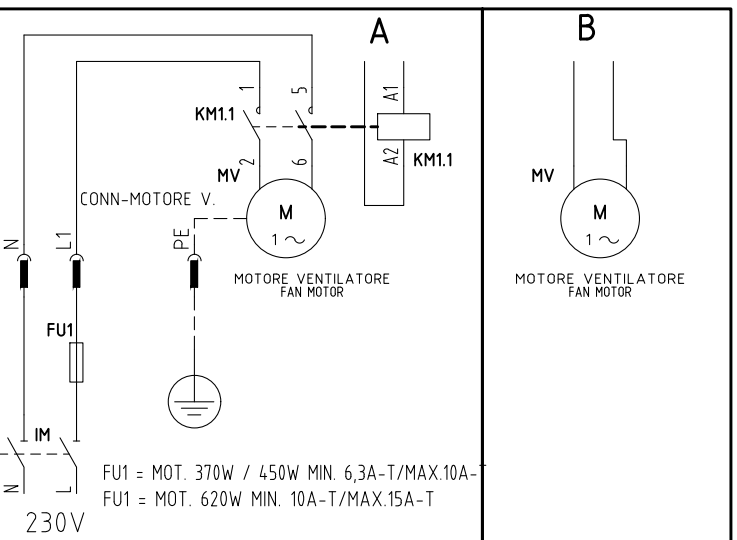 A
B
1
5
A1
KM1.1
A2
KM1.1
2
6
MV
MV
CONN-MOTORE V.
M
1~
M
1~
N
L1
PE
MOTORE VENTILATORE
FAN MOTOR
MOTORE VENTILATORE
FAN MOTOR
FU1
IM
N
L
FU1 = MOT. 370W / 450W MIN. 6,3A-T/MAX.10A-T
FU1 = MOT. 620W MIN. 10A-T/MAX.15A-T
230V